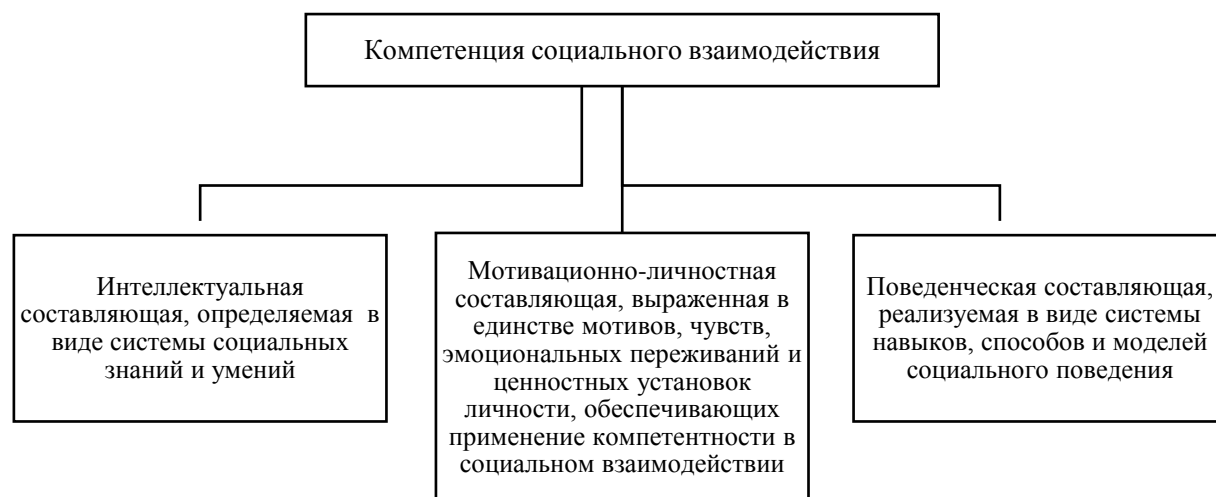 Компетенция социального взаимодействия
Интеллектуальная
составляющая, определяемая в
виде системы социальных
знаний и умений
Мотивационно-личностная
составляющая, выраженная в
единстве мотивов, чувств,
эмоциональных переживаний и
ценностных установок
личности, обеспечивающих
применение компетентности в
социальном взаимодействии
Поведенческая составляющая,
реализуемая в виде системы
навыков, способов и моделей
социального поведения